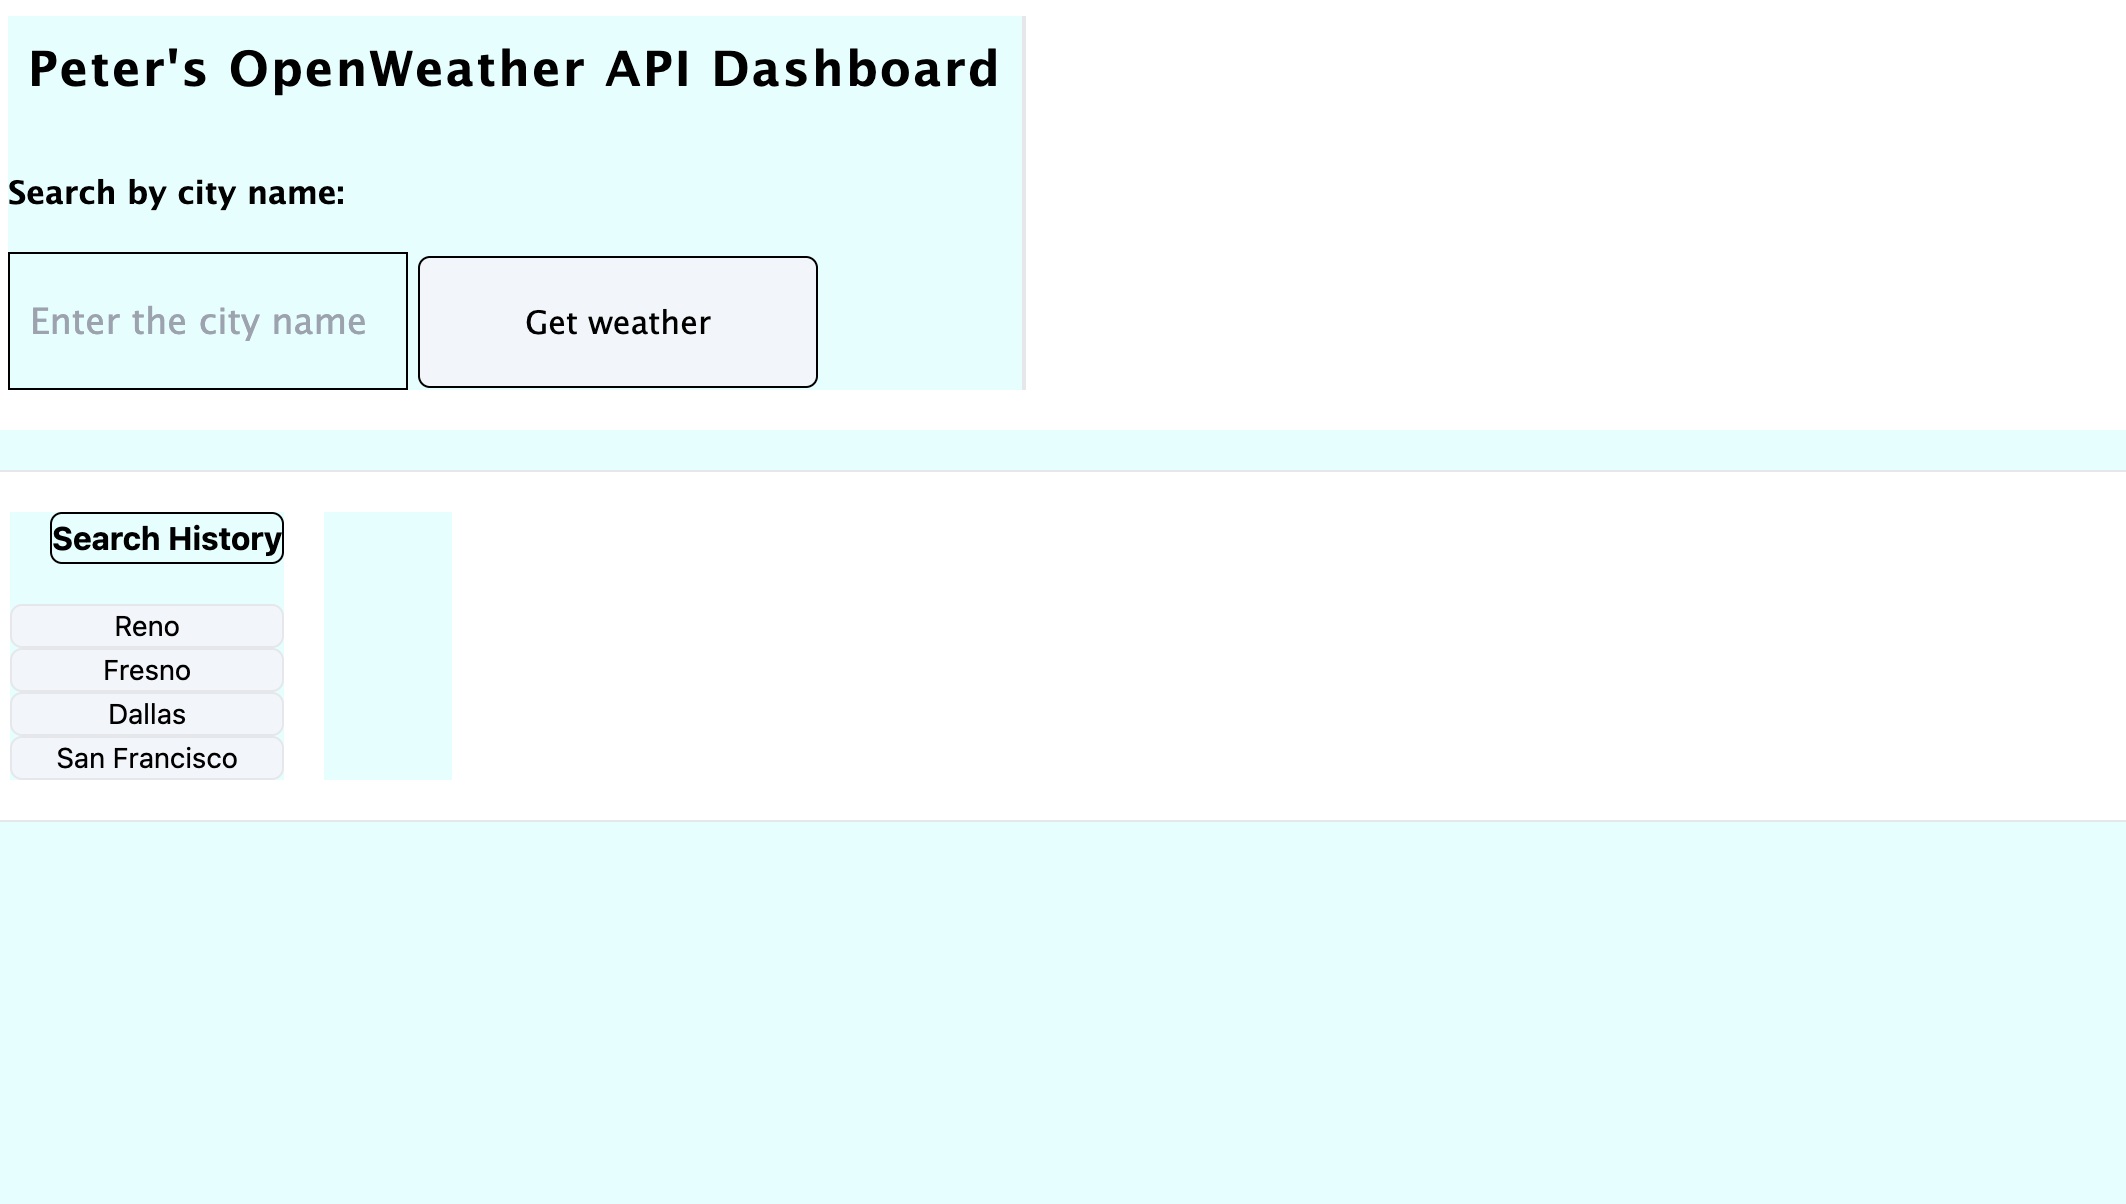 Peter's OpenWeather API Dashboard
Search by city name:
Enter the city name
Get weather
Search History
Reno
Fresno
Dallas
San Francisco